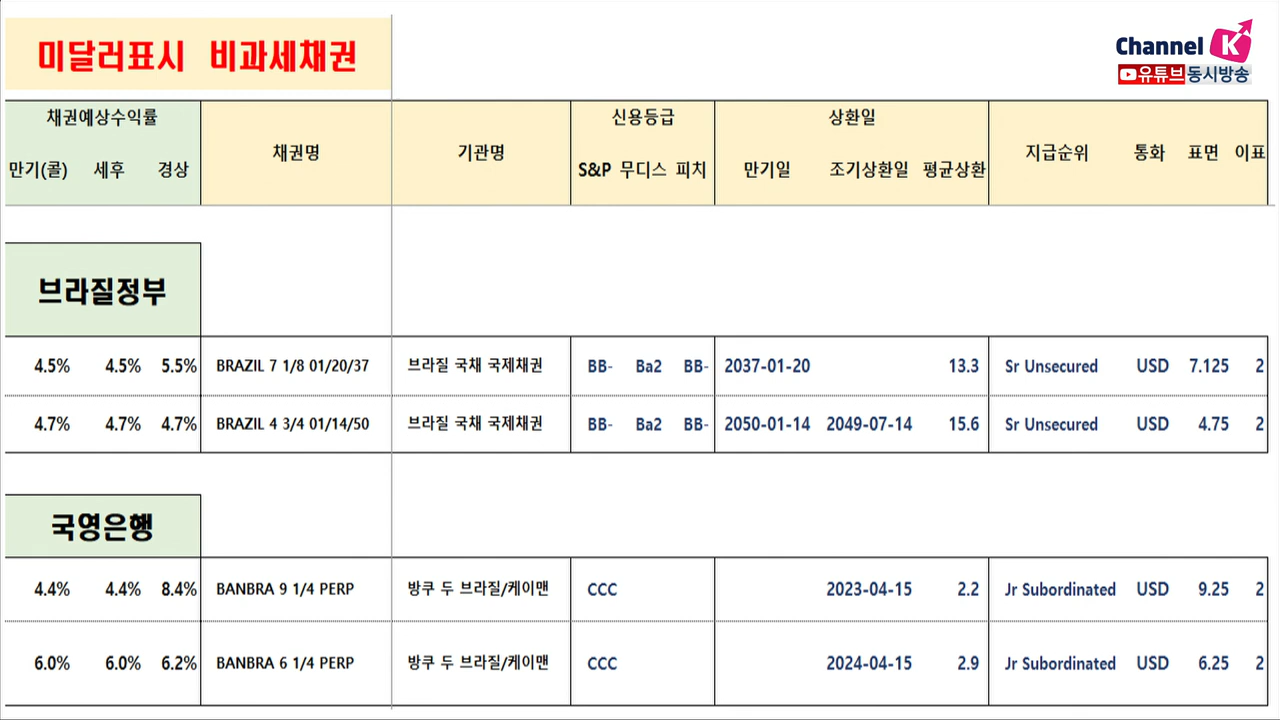 미달러표시 비과세채권
Channel K
유튜브동시방송
채권예상수익률 채권명 기관명 신용등급 상환일 지급순위 통화 표면 이표
만기(콜) 세후 경상 S&P 무디스 피치 만기일 조기상환일 평균상환
브라질정부
4.5% 4.5% 5.5% BRAZIL 7 1/8 01/20/37 브라질 국채 국제채권 BB- Ba2 BB- 2037-01-20 13.3 Sr Unsecured USD 7.125 2
4.7% 4.7% 4.7% BRAZIL 4 3/4 01/14/50 브라질 국채 국제채권 BB- Ba2 BB- 2050-01-14 2049-07-14 15.6 Sr Unsecured USD 4.75 2
국영은행
4.4% 4.4% 8.4% BANBRA 9 1/4 PERP 방쿠 두 브라질/케이맨 CCC 2023-04-15 2.2 Jr Subordinated USD 9.25 2
6.0% 6.0% 6.2% BANBRA 6 1/4 PERP 방쿠 두 브라질/케이맨 CCC 2024-04-15 2.9 Jr Subordinated USD 6.25 2